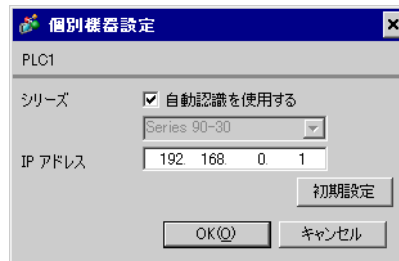 個別機器設定
PLC1
シリーズ 自動認識を使用する
Series 90-30
IP アドレス 192. 168. 0. 1
初期設定
OK(O) キャンセル